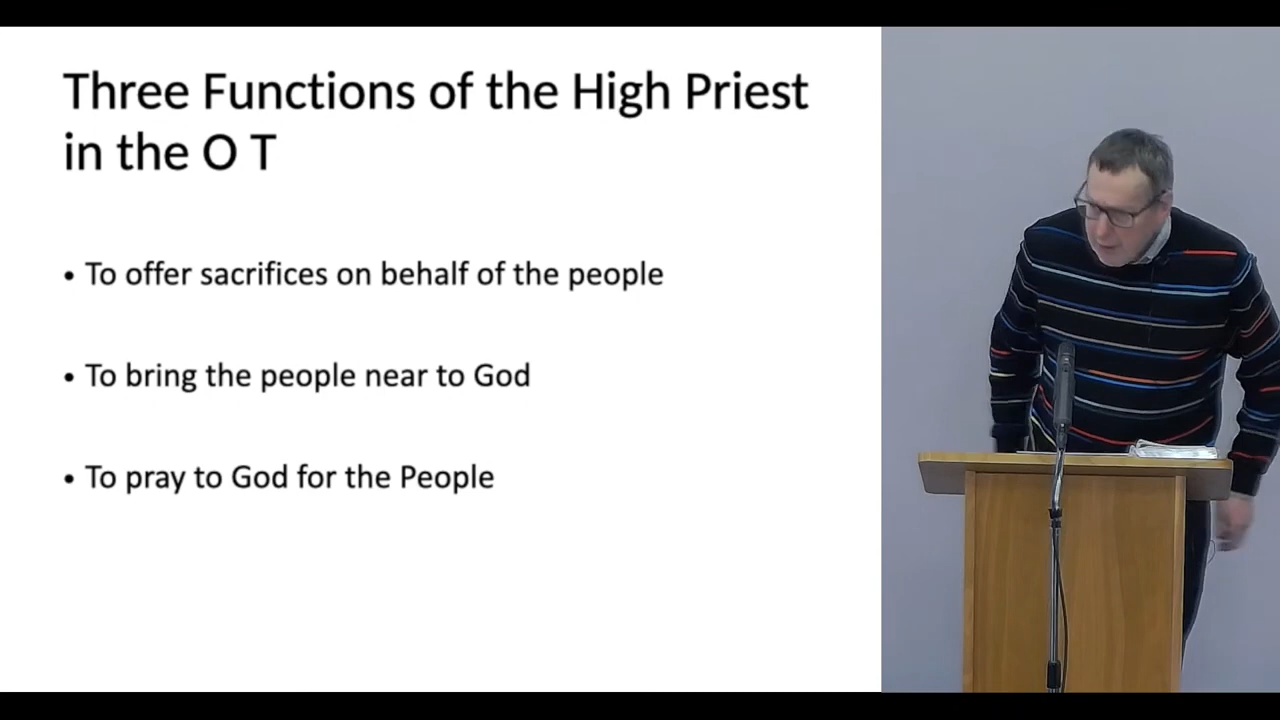 Three Functions of the High Priest
in the O T
• To offer sacrifices on behalf of the people
• To bring the people near to God
• To pray to God for the People